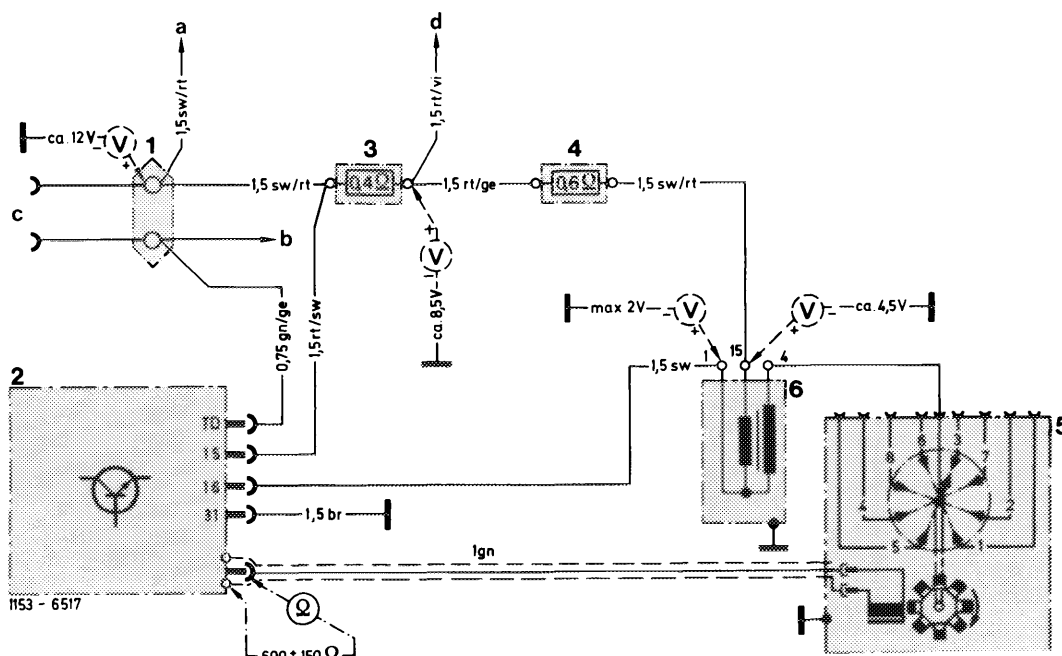 a
d
1,5 sw/rt
1,5 rt/vi
ca. 12V
V
1
+
−
3
4
1,5 sw/rt
0,4Ω
1,5 rt/ge
0,6Ω
1,5 sw/rt
c
b
+
V
−
ca. 8,5V
0,75 gn/ge
1,5 rt/sw
max 2V
−
V
+
V
−
+
ca. 4,5V
1
15
4
1,5 sw
2
6
5
TD
15
16
31
1,5 br
8
6
3
7
4
2
5
1
1gn
1153 - 6517
Ω
600 ± 150 Ω